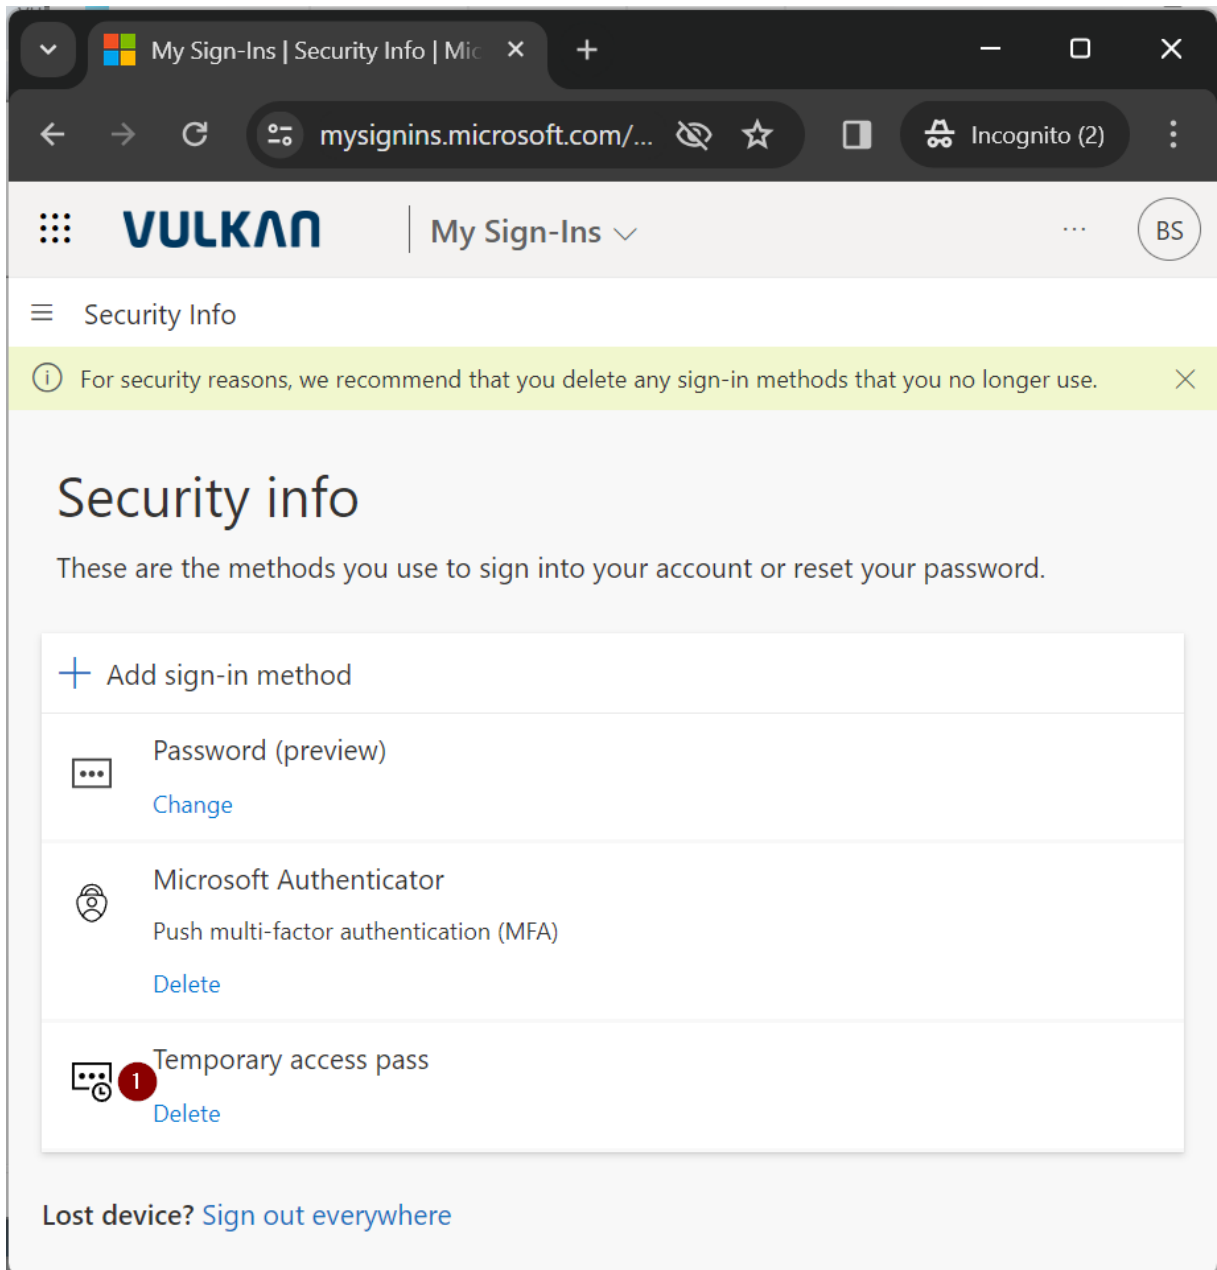 My Sign-Ins | Security Info | Mic
mysignins.microsoft.com/...
Incognito (2)
VULKAN
My Sign-Ins
...
BS
Security Info
For security reasons, we recommend that you delete any sign-in methods that you no longer use.
Security info
These are the methods you use to sign into your account or reset your password.
Add sign-in method
Password (preview)
Change
Microsoft Authenticator
Push multi-factor authentication (MFA)
Delete
1
Temporary access pass
Delete
Lost device? Sign out everywhere